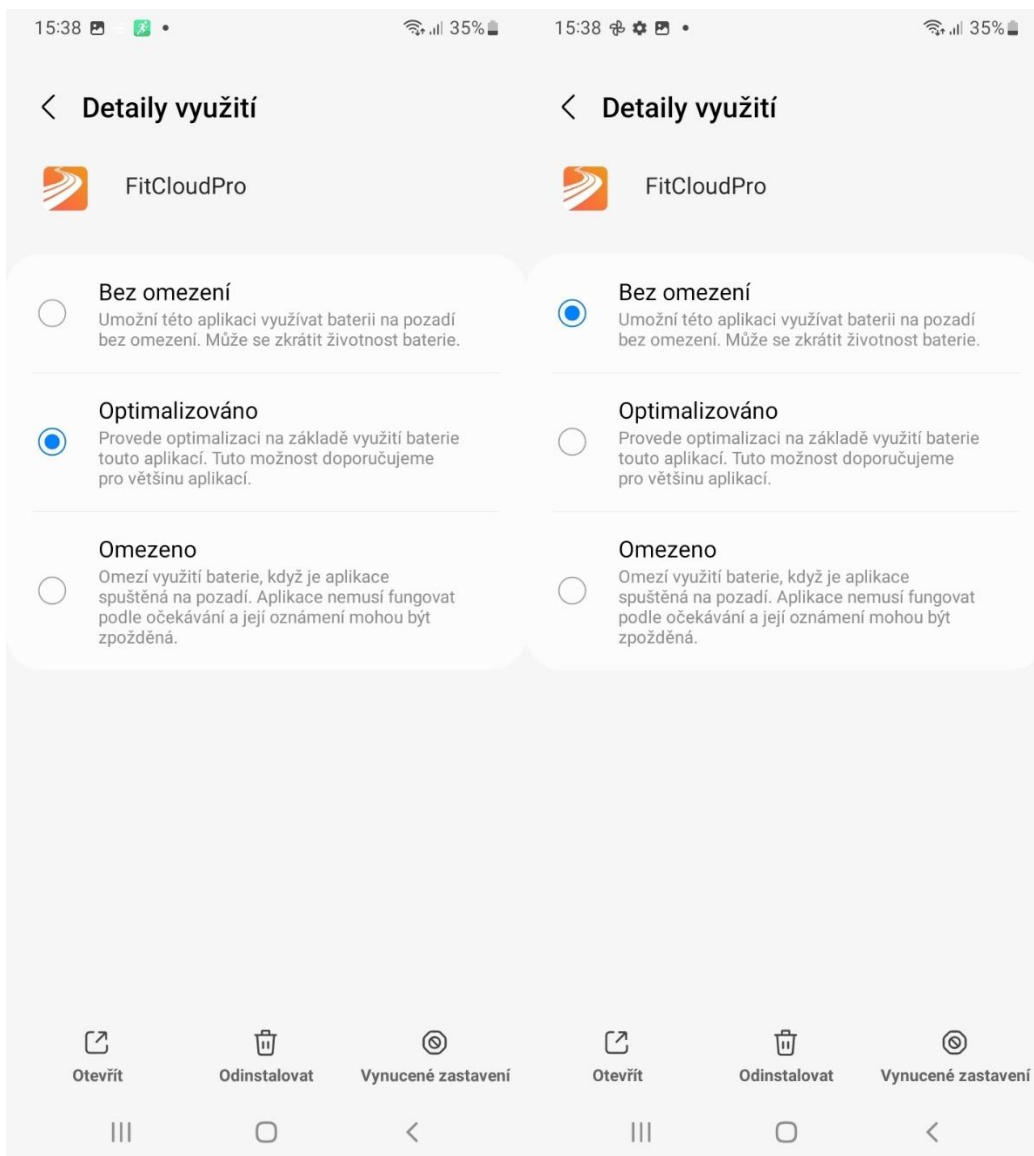 15:38 35%
Detaily využití
FitCloudPro
Bez omezení
Umožní této aplikaci využívat baterii na pozadí
bez omezení. Může se zkrátit životnost baterie.
Optimalizováno
Provede optimalizaci na základě využití baterie
touto aplikací. Tuto možnost doporučujeme
pro většinu aplikací.
Omezeno
Omezí využití baterie, když je aplikace
spuštěná na pozadí. Aplikace nemusí fungovat
podle očekávání a její oznámení mohou být
zpožděná.
Otevřít Odinstalovat Vynucené zastavení
15:38 35%
Detaily využití
FitCloudPro
Bez omezení
Umožní této aplikaci využívat baterii na pozadí
bez omezení. Může se zkrátit životnost baterie.
Optimalizováno
Provede optimalizaci na základě využití baterie
touto aplikací. Tuto možnost doporučujeme
pro většinu aplikací.
Omezeno
Omezí využití baterie, když je aplikace
spuštěná na pozadí. Aplikace nemusí fungovat
podle očekávání a její oznámení mohou být
zpožděná.
Otevřít Odinstalovat Vynucené zastavení